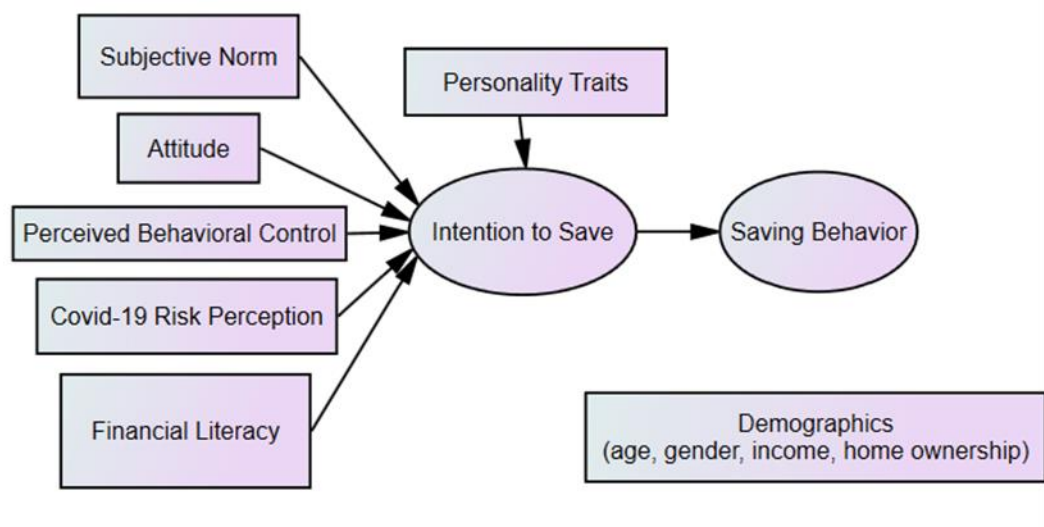 Subjective Norm
Personality Traits
Attitude
Perceived Behavioral Control
Intention to Save
Saving Behavior
Covid-19 Risk Perception
Financial Literacy
Demographics
(age, gender, income, home ownership)